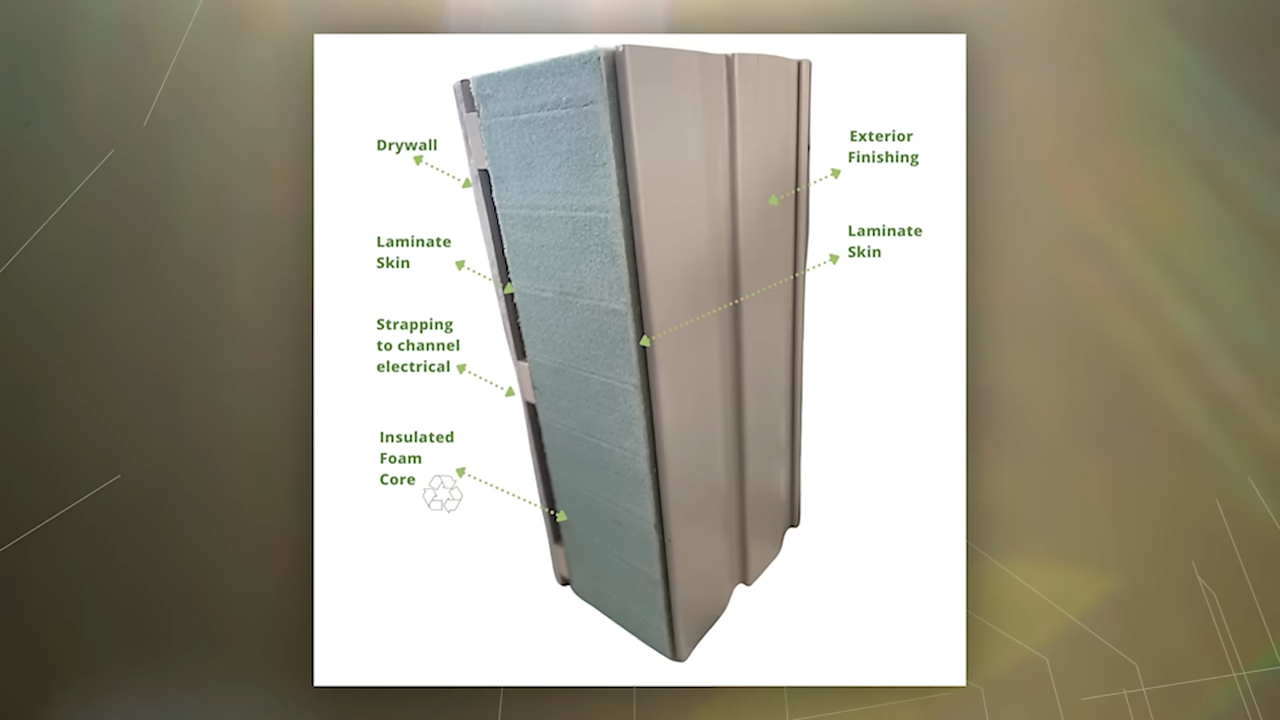 Drywall
Laminate
Skin
Strapping
to channel
electrical
Insulated
Foam
Core
Exterior
Finishing
Laminate
Skin